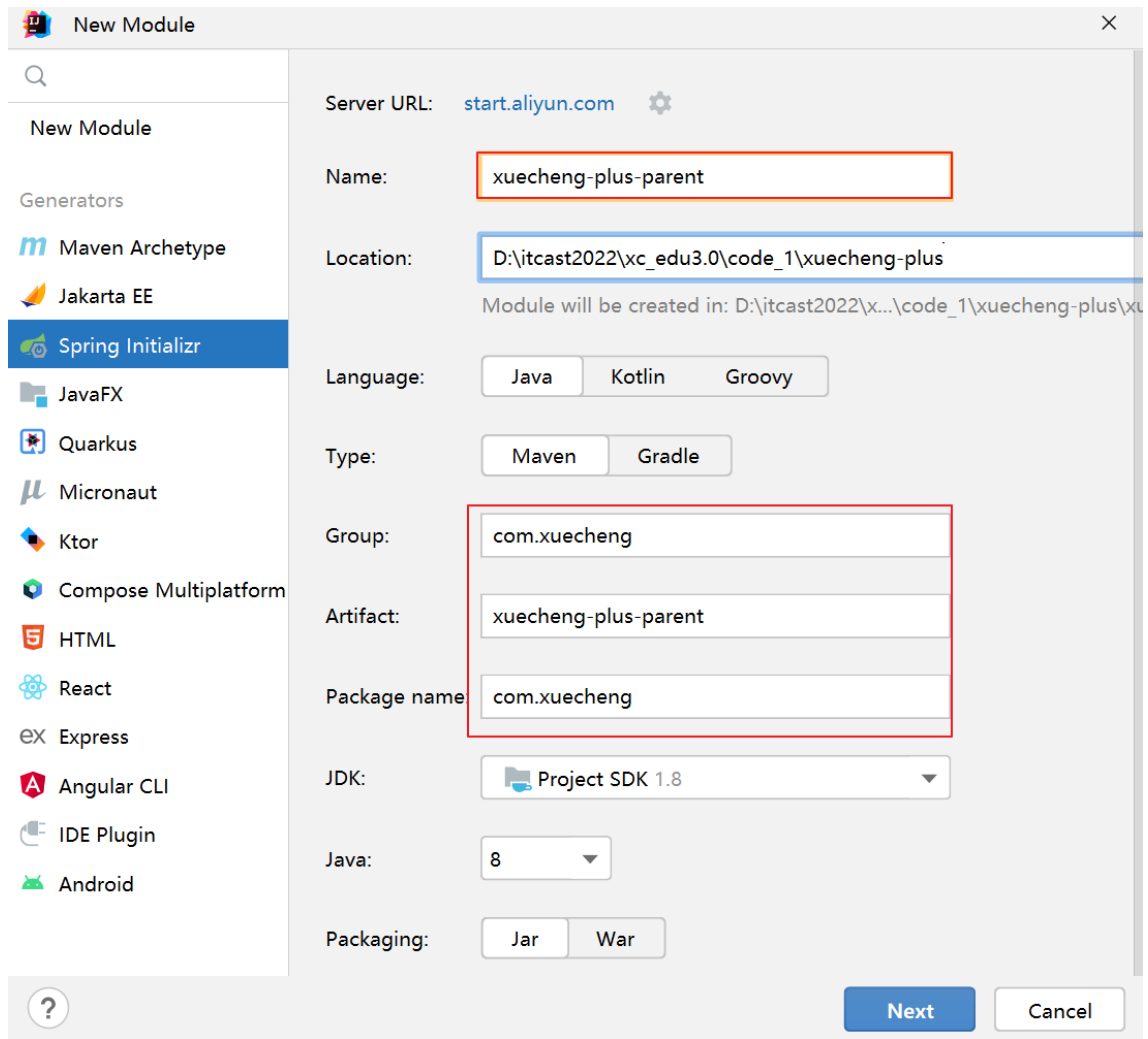 New Module
New Module
Generators
Maven Archetype
Jakarta EE
Spring Initializr
JavaFX
Quarkus
Micronaut
Ktor
Compose Multiplatform
HTML
React
ex Express
Angular CLI
IDE Plugin
Android
Server URL: start.aliyun.com
Name: xuecheng-plus-parent
Location: D:\itcast2022\xc_edu3.0\code_1\xuecheng-plus
Module will be created in: D:\itcast2022\x...\code_1\xuecheng-plus\xu
Language: Java Kotlin Groovy
Type: Maven Gradle
Group: com.xuecheng
Artifact: xuecheng-plus-parent
Package name: com.xuecheng
JDK: Project SDK 1.8
Java: 8
Packaging: Jar War
? Next Cancel